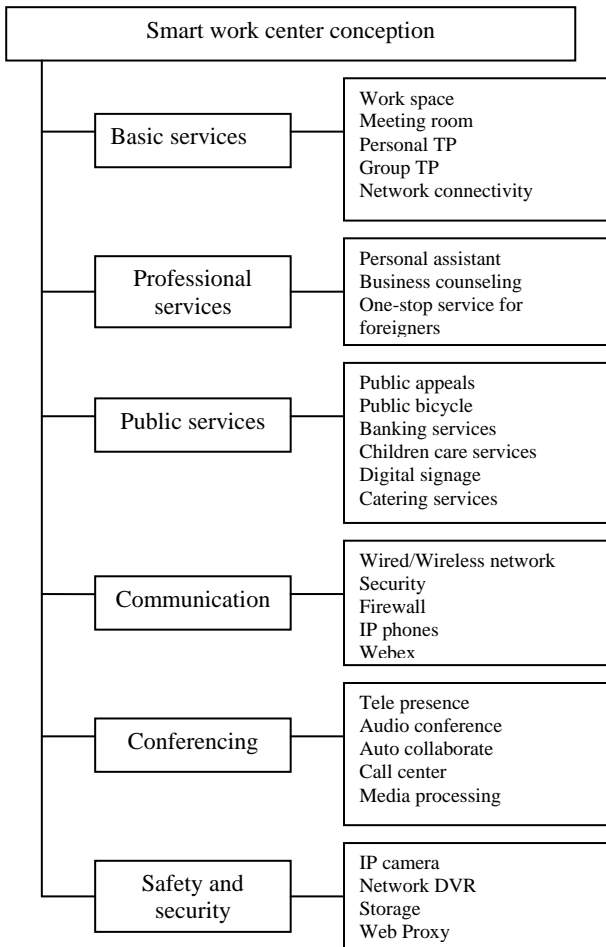 Smart work center conception
Basic services
Work space
Meeting room
Personal TP
Group TP
Network connectivity
Professional
services
Personal assistant
Business counseling
One-stop service for
foreigners
Public services
Public appeals
Public bicycle
Banking services
Children care services
Digital signage
Catering services
Communication
Wired/Wireless network
Security
Firewall
IP phones
Webex
Conferencing
Tele presence
Audio conference
Auto collaborate
Call center
Media processing
Safety and
security
IP camera
Network DVR
Storage
Web Proxy